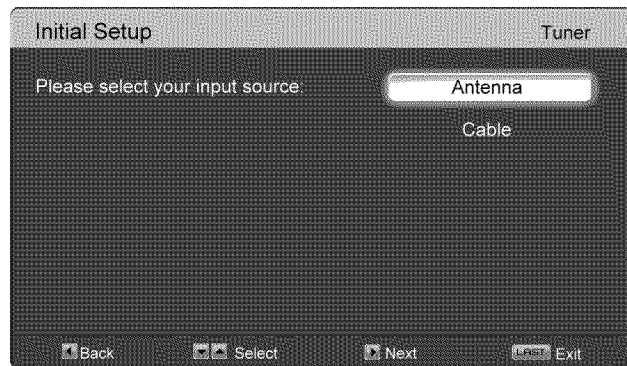 Initial Setup Tuner
Please select your input source: Antenna
Cable
Back Select Next LAST Exit